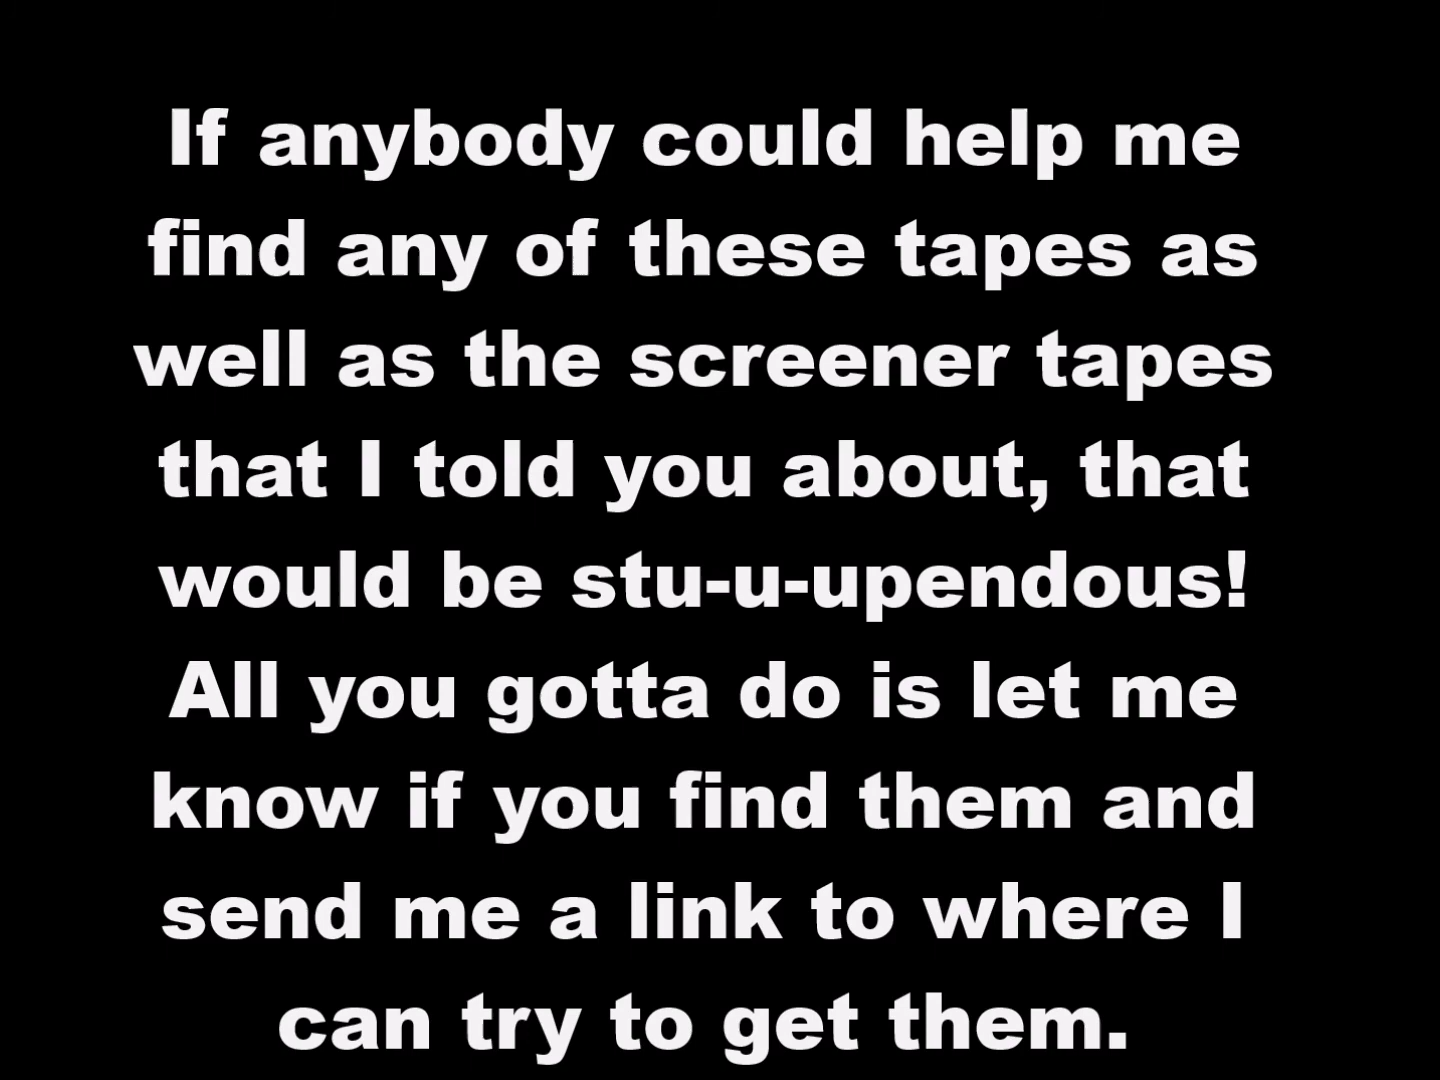 If anybody could help me
find any of these tapes as
well as the screener tapes
that I told you about, that
would be stu-u-upendous!
All you gotta do is let me
know if you find them and
send me a link to where I
can try to get them.